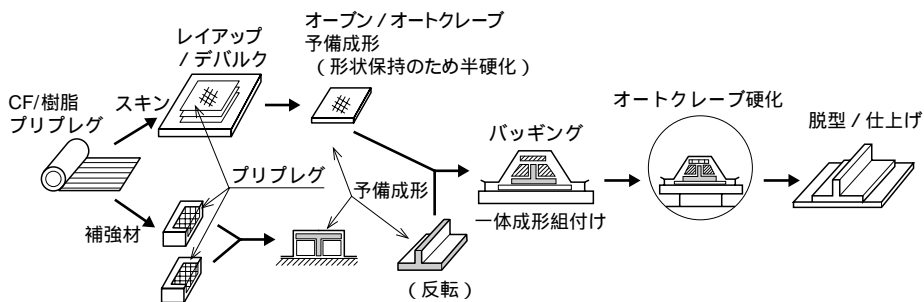 オーブン / オートクレーブ
予備成形
（形状保持のため半硬化）
レイアップ
/ デバルク
CF/樹脂
プリプレグ
スキン
プリプレグ
補強材
予備成形
（反転）
バッギング
一体成形組付け
オートクレーブ硬化
脱型 / 仕上げ